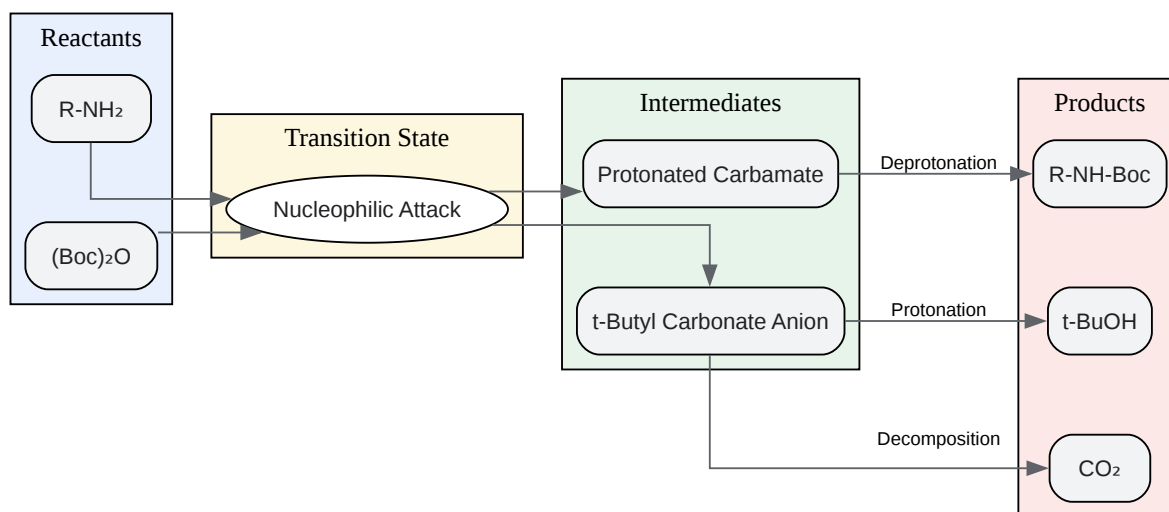 Reactants
R-NH₂
(Boc)₂O
Transition State
Nucleophilic Attack
Intermediates
Protonated Carbamate
t-Butyl Carbonate Anion
Deprotonation
Protonation
Decomposition
Products
R-NH-Boc
t-BuOH
CO₂